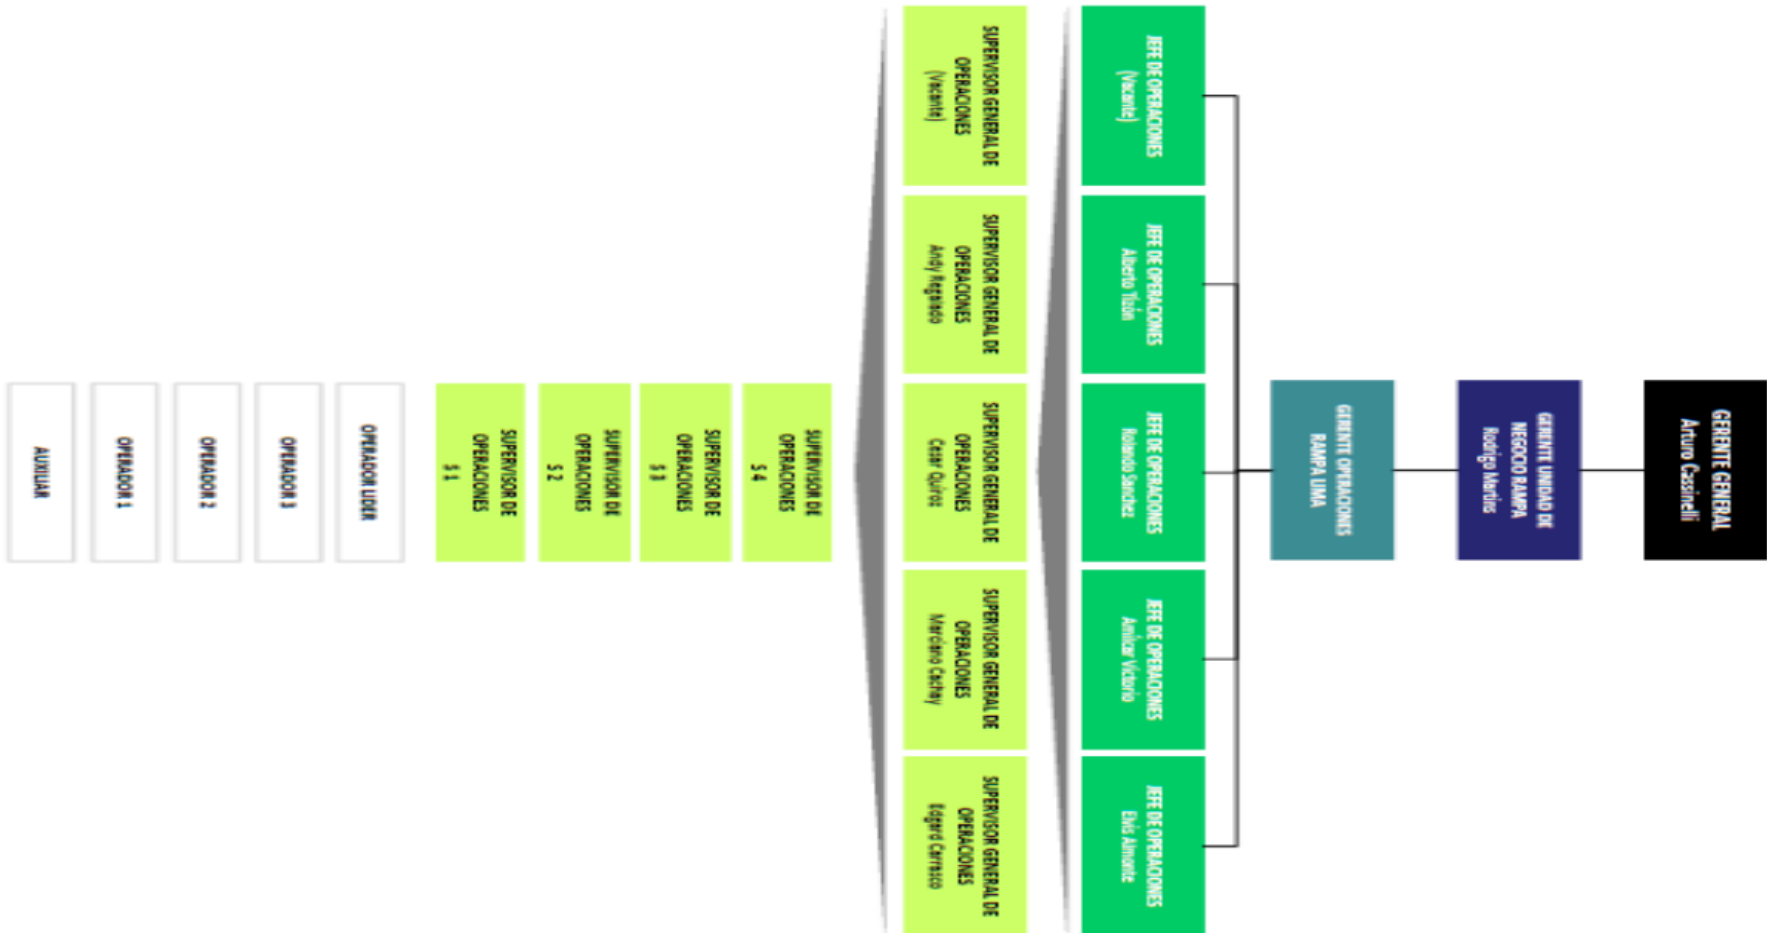 GERENTE GENERAL
Arturo Cassinelli
GERENTE UNIDAD DE
NEGOCIO RAMPA
Rodrigo Martins
GERENTE OPERACIONES
RAMPA LIMA
JEFE DE OPERACIONES
(Vacante)
JEFE DE OPERACIONES
Alberto Tizón
JEFE DE OPERACIONES
Rolando Sanchez
JEFE DE OPERACIONES
Amílcar Victorio
JEFE DE OPERACIONES
Elvis Almonte
SUPERVISOR GENERAL DE
OPERACIONES
(Vacante)
SUPERVISOR GENERAL DE
OPERACIONES
Andy Regalado
SUPERVISOR GENERAL DE
OPERACIONES
Cesar Quiroz
SUPERVISOR GENERAL DE
OPERACIONES
Marciano Cachay
SUPERVISOR GENERAL DE
OPERACIONES
Edgard Carrasco
SUPERVISOR DE
OPERACIONES
S 4
SUPERVISOR DE
OPERACIONES
S 3
SUPERVISOR DE
OPERACIONES
S 2
SUPERVISOR DE
OPERACIONES
S 1
OPERADOR LIDER
OPERADOR 3
OPERADOR 2
OPERADOR 1
AUXILIAR